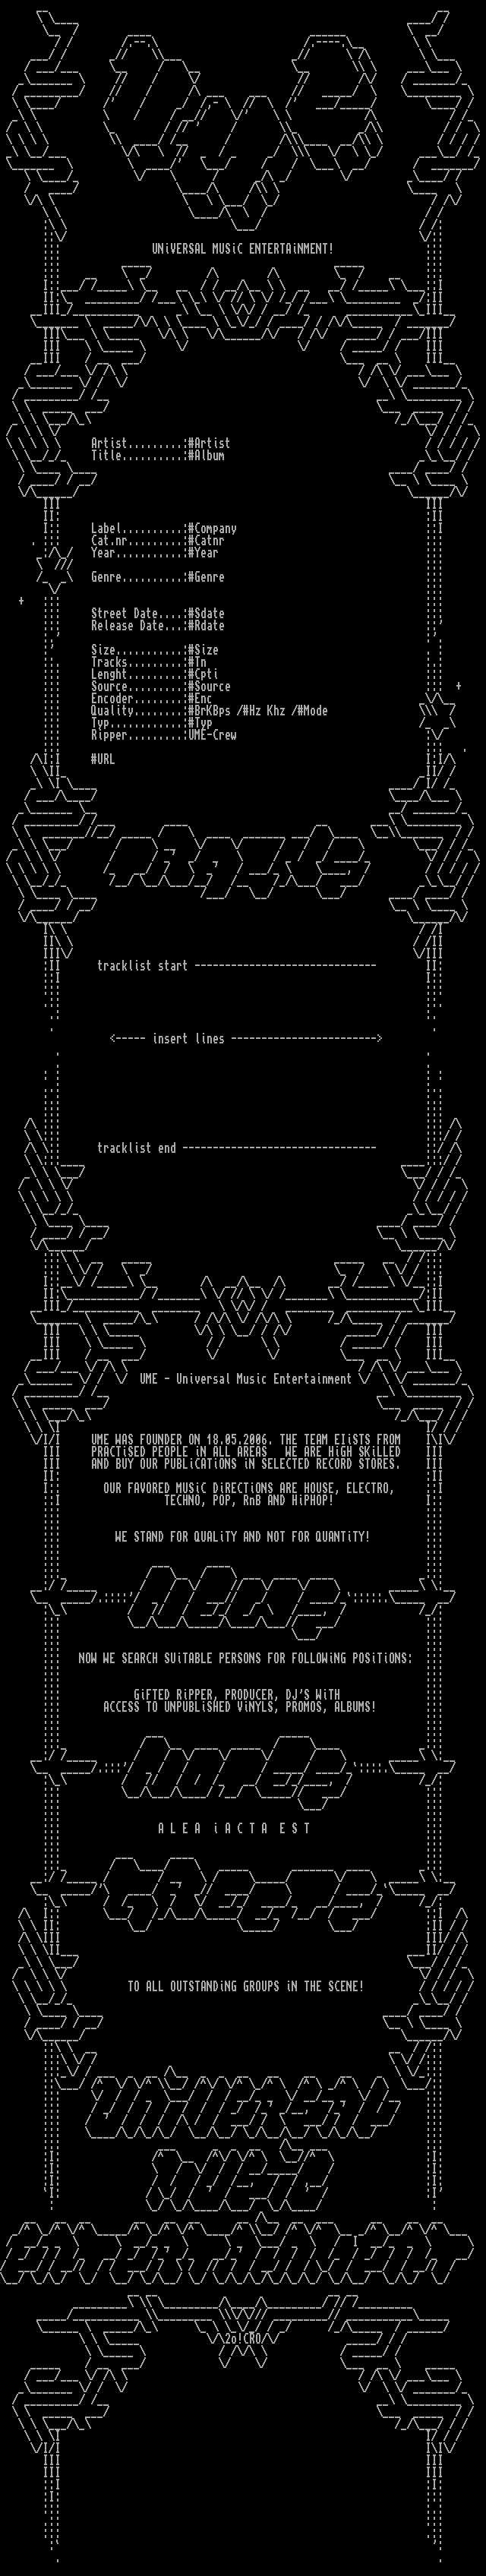 UNiVERSAL MUSiC ENTERTAiNMENT!
Artist.........:#Artist
Title..........:#Album
Label..........:#Company
Cat.nr.........:#Catnr
Year...........:#Year
Genre..........:#Genre
Street Date....:#Sdate
Release Date...:#Rdate
Size...........:#Size
Tracks.........:#Tn
Lenght.........:#Cpti
Source.........:#Source
Encoder........:#Enc
Quality........:#BrKBps /#Hz Khz /#Mode
Typ............:#Typ
Ripper.........:UME-Crew
#URL
tracklist start ------------------------------
<----- insert lines ------------------------>
tracklist end --------------------------------
UME - Universal Music Entertainment
UME WAS FOUNDER ON 18.05.2006. THE TEAM EIiSTS FROM
PRACTiSED PEOPLE iN ALL AREAS WE ARE HiGH SKiLLED
AND BUY OUR PUBLiCATiONS iN SELECTED RECORD STORES.
OUR FAVORED MUSiC DiRECTiONS ARE HOUSE, ELECTRO,
TECHNO, POP, RnB AND HiPHOP!
WE STAND FOR QUALiTY AND NOT FOR QUANTiTY!
NOW WE SEARCH SUiTABLE PERSONS FOR FOLLOWiNG POSiTiONS:
GiFTED RiPPER, PRODUCER, DJ'S WiTH
ACCESS TO UNPUBLiSHED ViNYLS, PROMOS, ALBUMS!
A L E A i A C T A E S T
TO ALL OUTSTANDiNG GROUPS iN THE SCENE!
2o!CRO